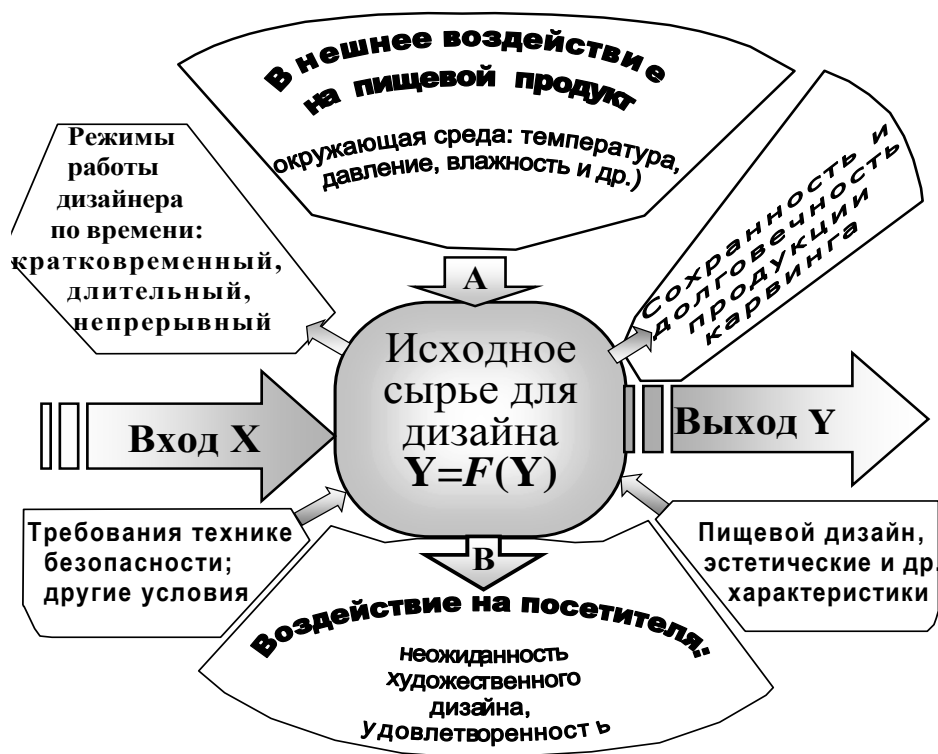 В нешнее воздействие
на пищевой продукт
окружающая среда: температура,
давление, влажность и др.)
Режимы
работы
дизайнера
по времени:
кратковременный,
длительный,
непрерывный
Сохранность и
долговечность
продукции
карвинга
А
Исходное
сырье для
дизайна
Y=F(Y)
Вход X
Выход Y
Требования технике
безопасности;
другие условия
Пищевой дизайн,
эстетические и др.
характеристики
В
Воздействие на посетителя:
неожиданность
художественного
дизайна,
удовлетворенност ь